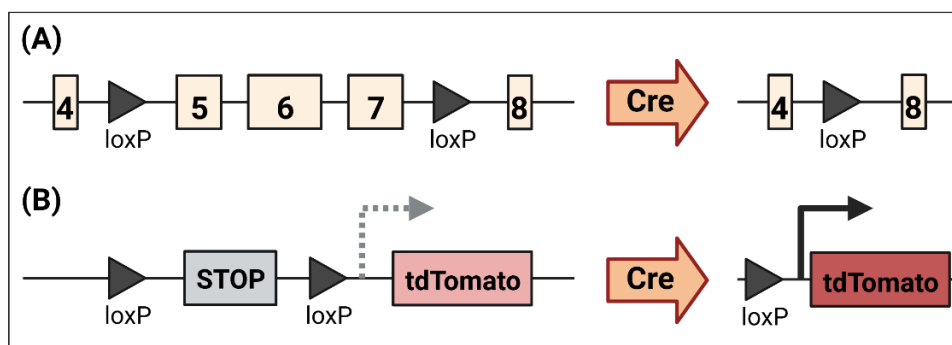 (A)
4 5 6 7 8 Cre 4 8
loxP loxP loxP
(B)
STOP tdTomato Cre tdTomato
loxP loxP loxP